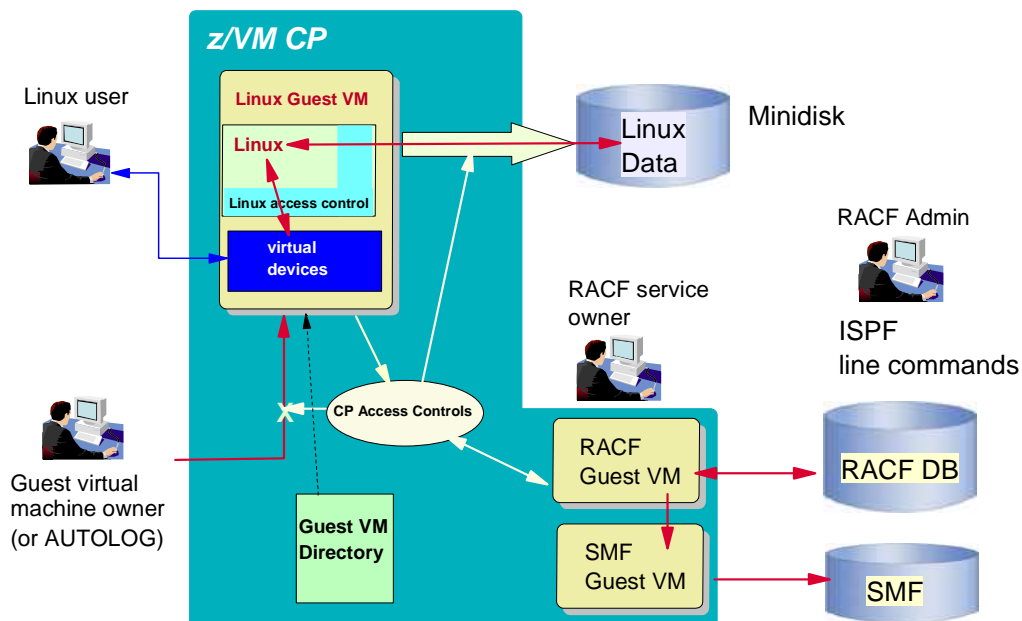 z/VM CP
Linux user
Linux Guest VM
Linux
Linux access control
virtual
devices
Linux
Data
Minidisk
RACF Admin
ISPF
line commands
RACF service
owner
X
CP Access Controls
Guest virtual
machine owner
(or AUTOLOG)
Guest VM
Directory
RACF
Guest VM
RACF DB
SMF
Guest VM
SMF